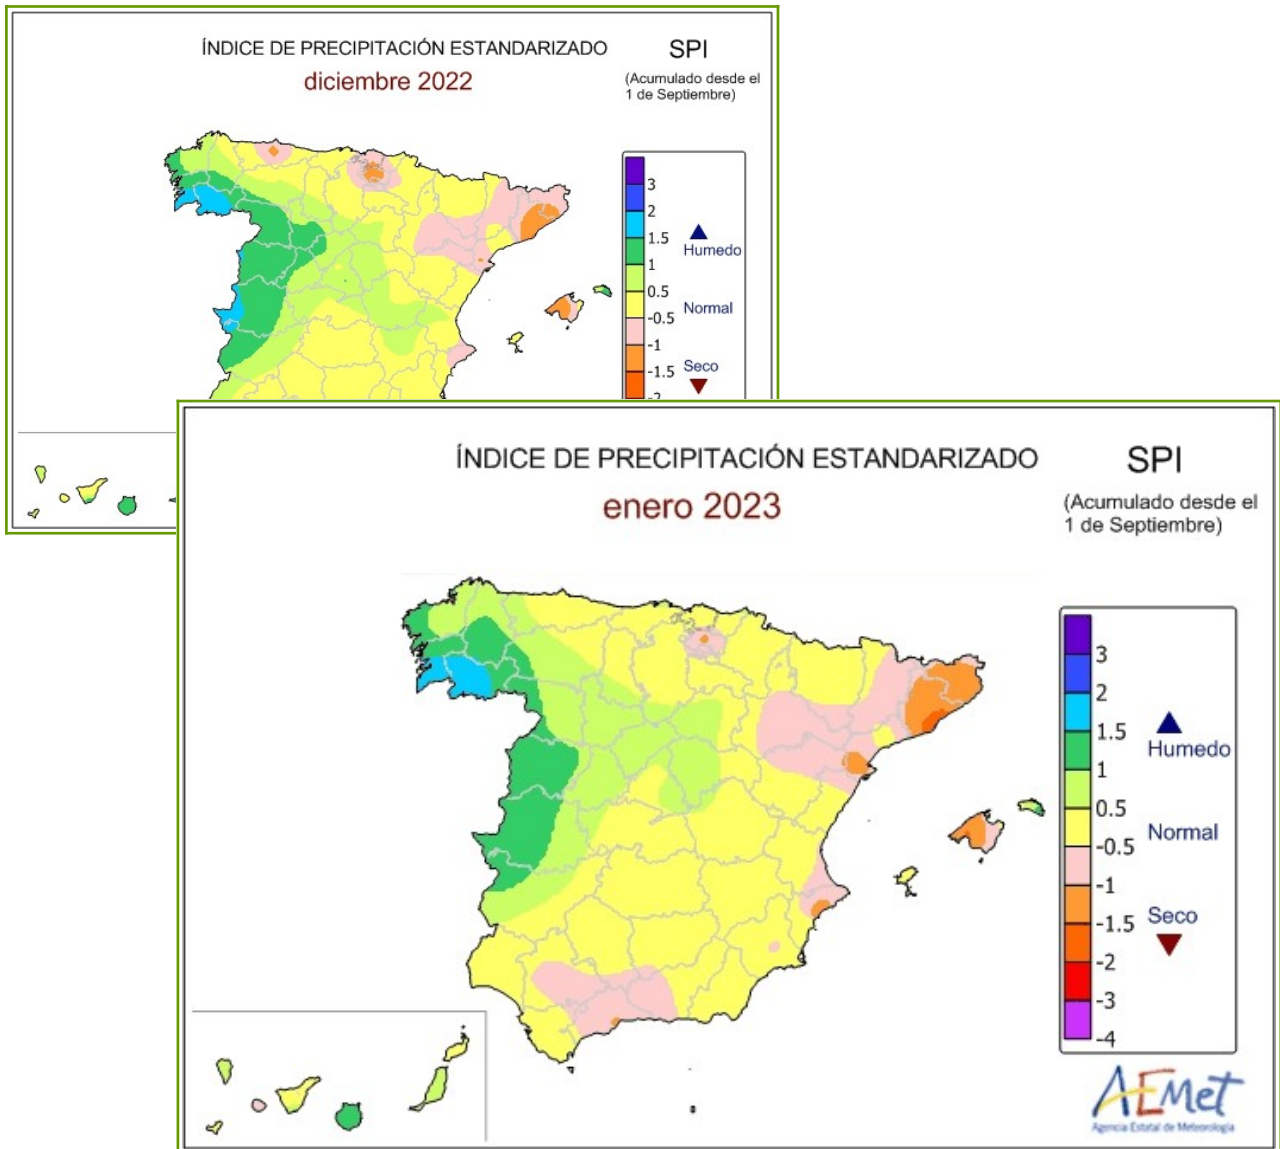 ÍNDICE DE PRECIPITACIÓN ESTANDARIZADO
diciembre 2022
SPI
(Acumulado desde el
1 de Septiembre)
3
2
1.5
1
0.5
-0.5
-1
-1.5
-2
Humedo
Normal
Seco
ÍNDICE DE PRECIPITACIÓN ESTANDARIZADO
enero 2023
SPI
(Acumulado desde el
1 de Septiembre)
3
2
1.5
1
0.5
-0.5
-1
-1.5
-2
-3
-4
Humedo
Normal
Seco
AEMet
Agencia Estatal de Meteorología